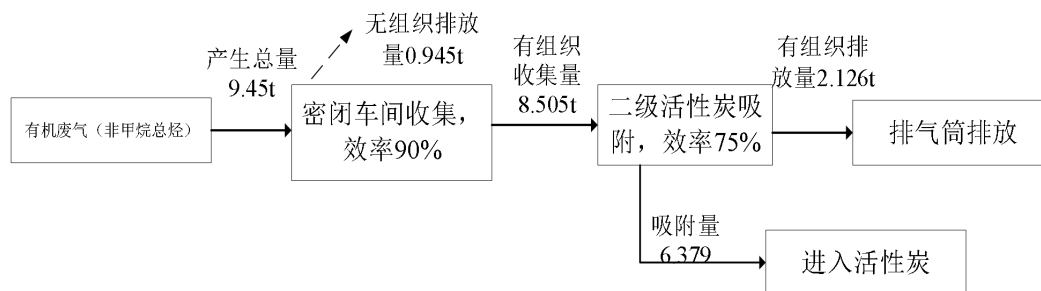 有机废气（非甲烷总烃）
产生总量
9.45t
无组织排放
量0.945t
密闭车间收集，
效率90%
有组织
收集量
8.505t
二级活性炭吸
附，效率75%
有组织排
放量2.126t
排气筒排放
吸附量
6.379
进入活性炭